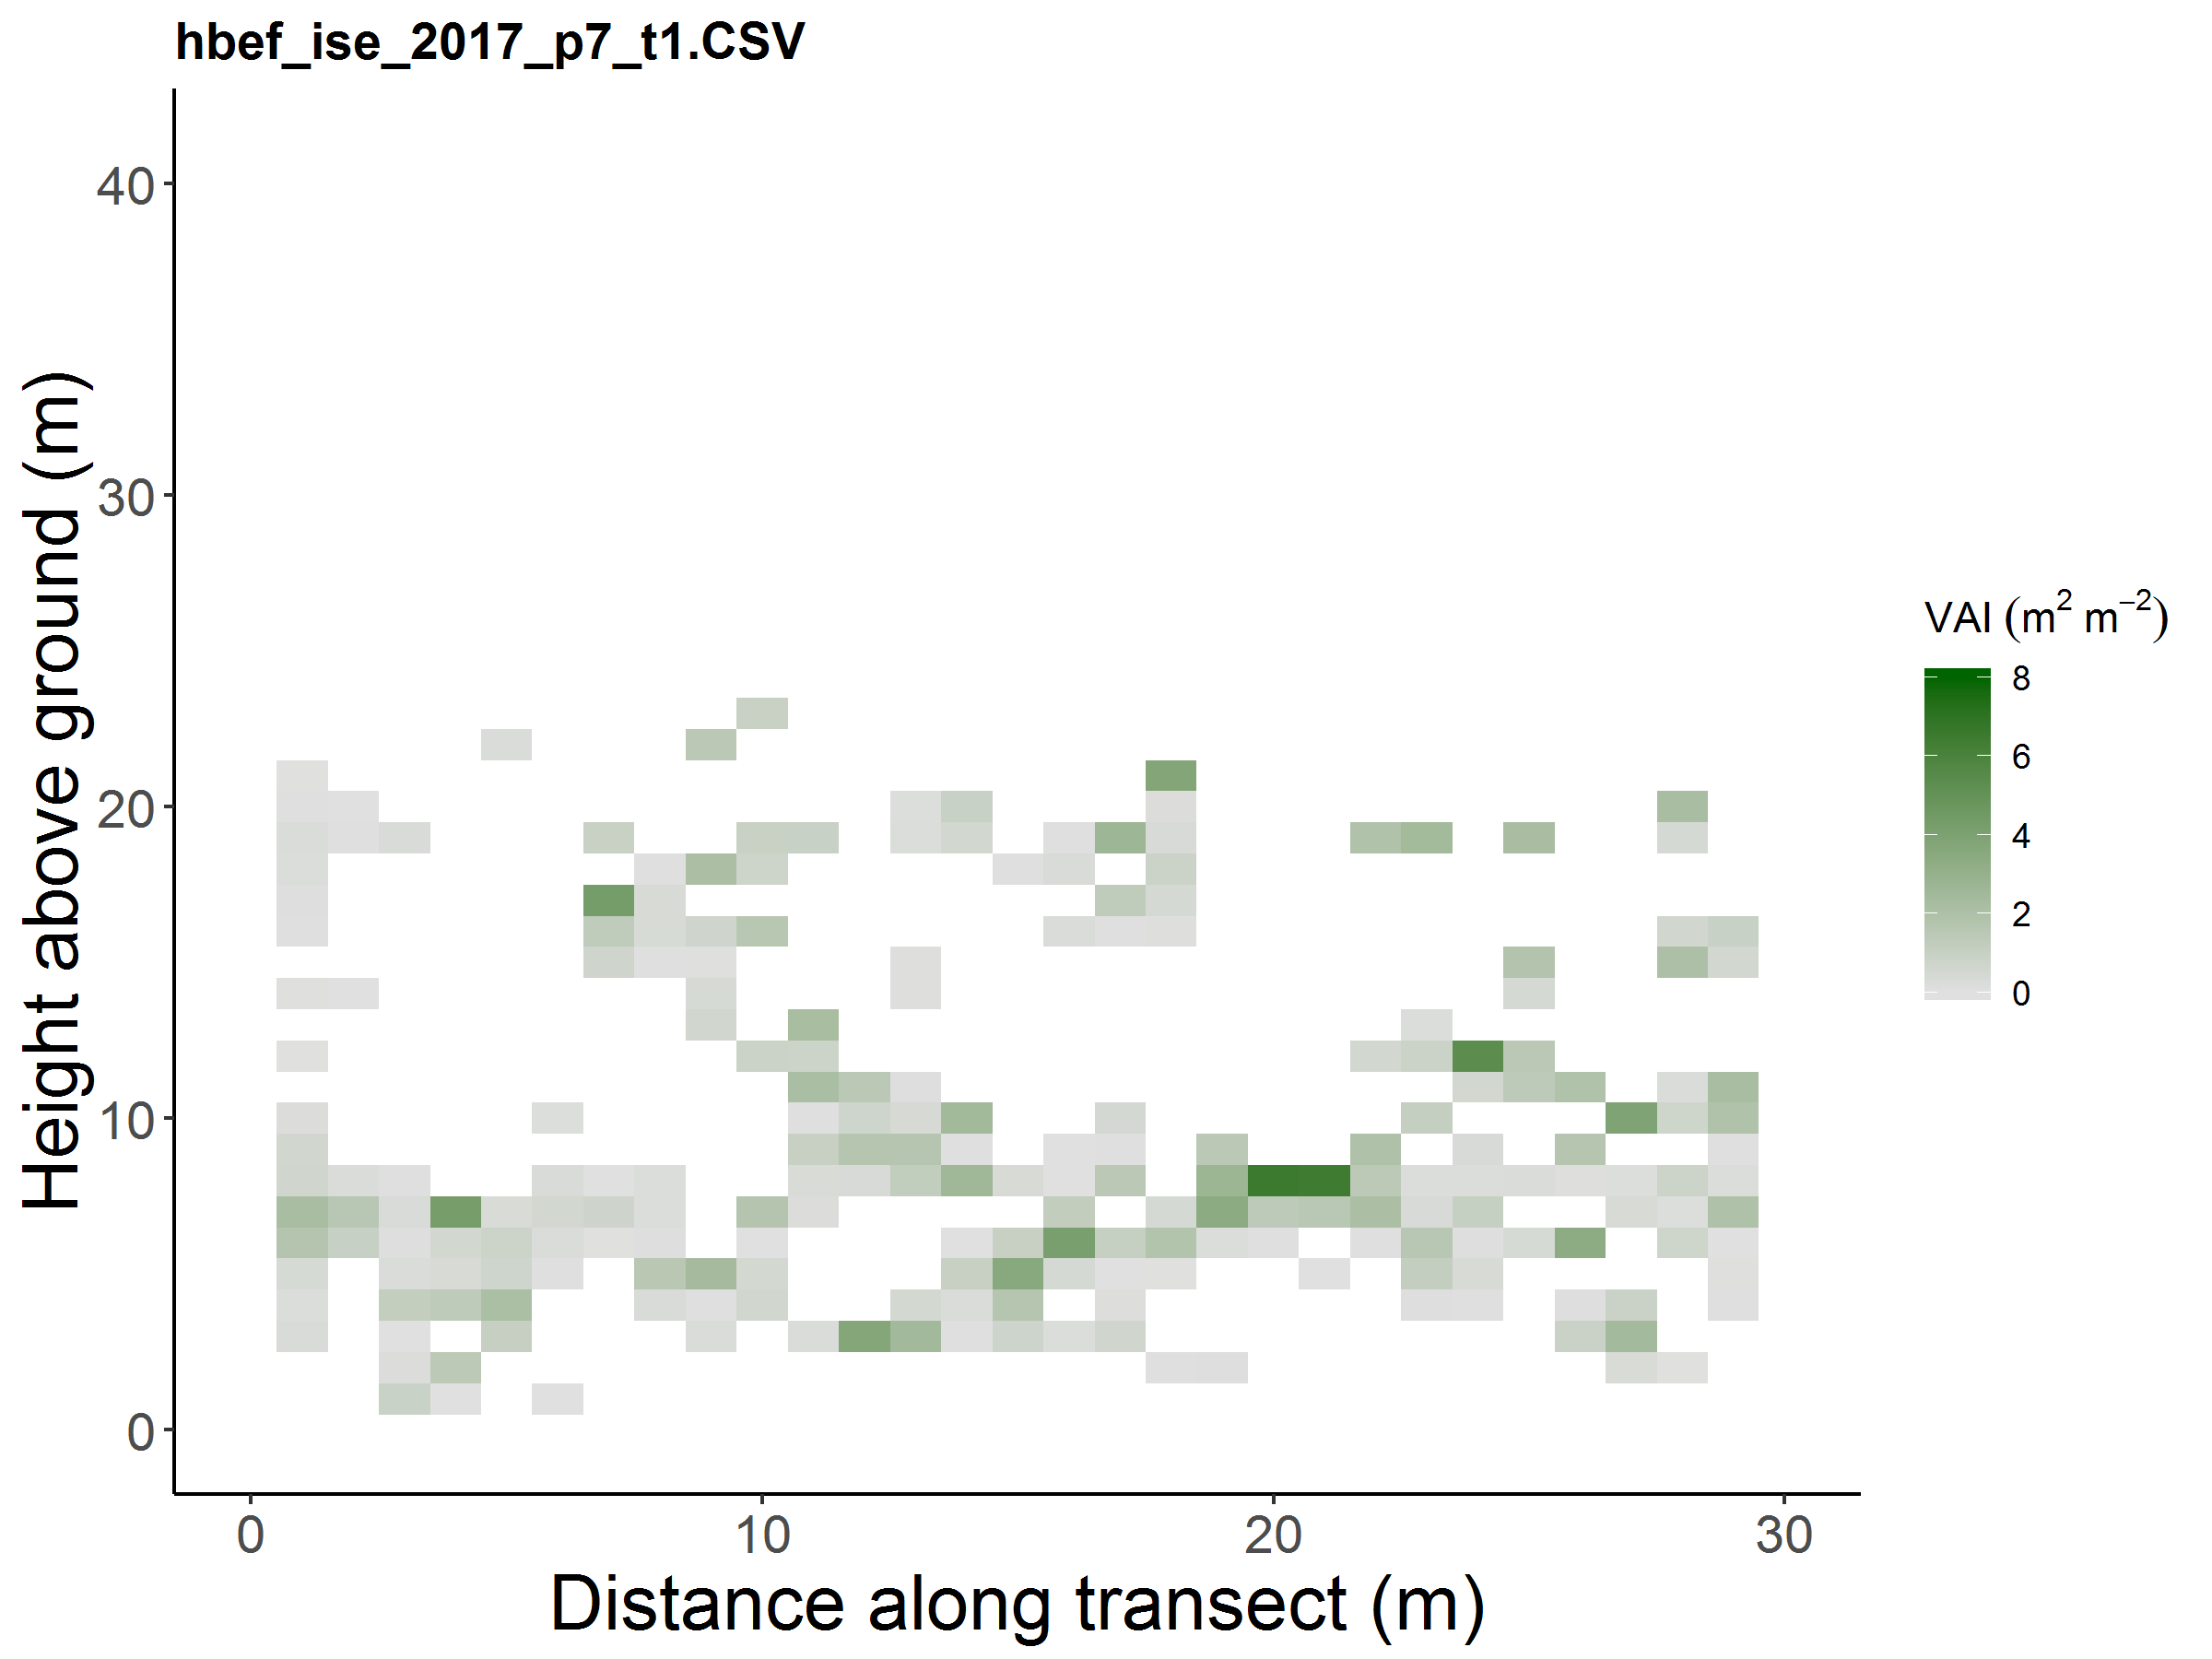 hbef_ise_2017_p7_t1.CSV
Height above ground (m)
40
30
20
10
0
0 10 20 30
Distance along transect (m)
VAI (m² m⁻²)
8
6
4
2
0